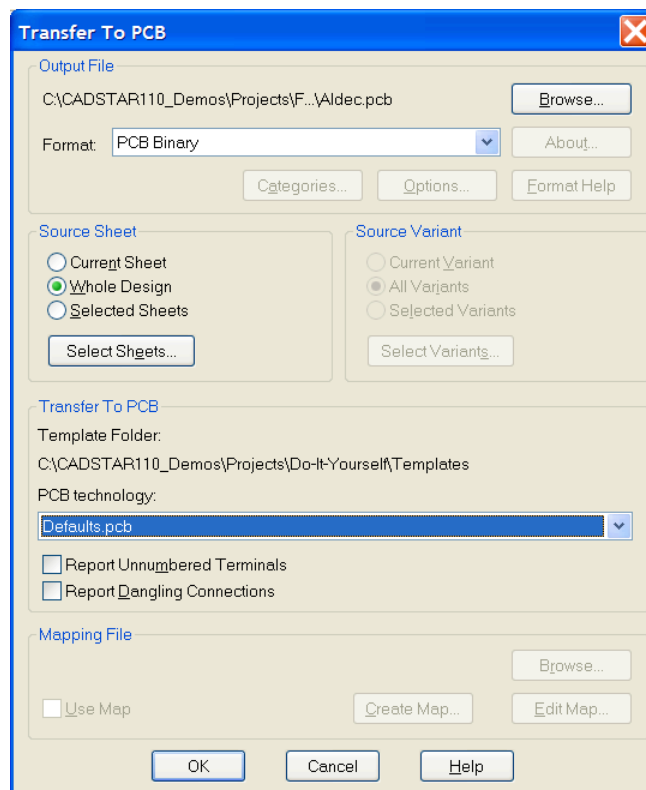 Transfer To PCB
Output File
C:\CADSTAR110_Demos\Projects\F...\Aldec.pcb
Browse...
Format:
PCB Binary
About...
Categories...
Options...
Format Help
Source Sheet
Current Sheet
Whole Design
Selected Sheets
Select Sheets...
Source Variant
Current Variant
All Variants
Selected Variants
Select Variants...
Transfer To PCB
Template Folder:
C:\CADSTAR110_Demos\Projects\Do-It-Yourself\Templates
PCB technology:
Defaults.pcb
Report Unnumbered Terminals
Report Dangling Connections
Mapping File
Browse...
Use Map
Create Map...
Edit Map...
OK
Cancel
Help